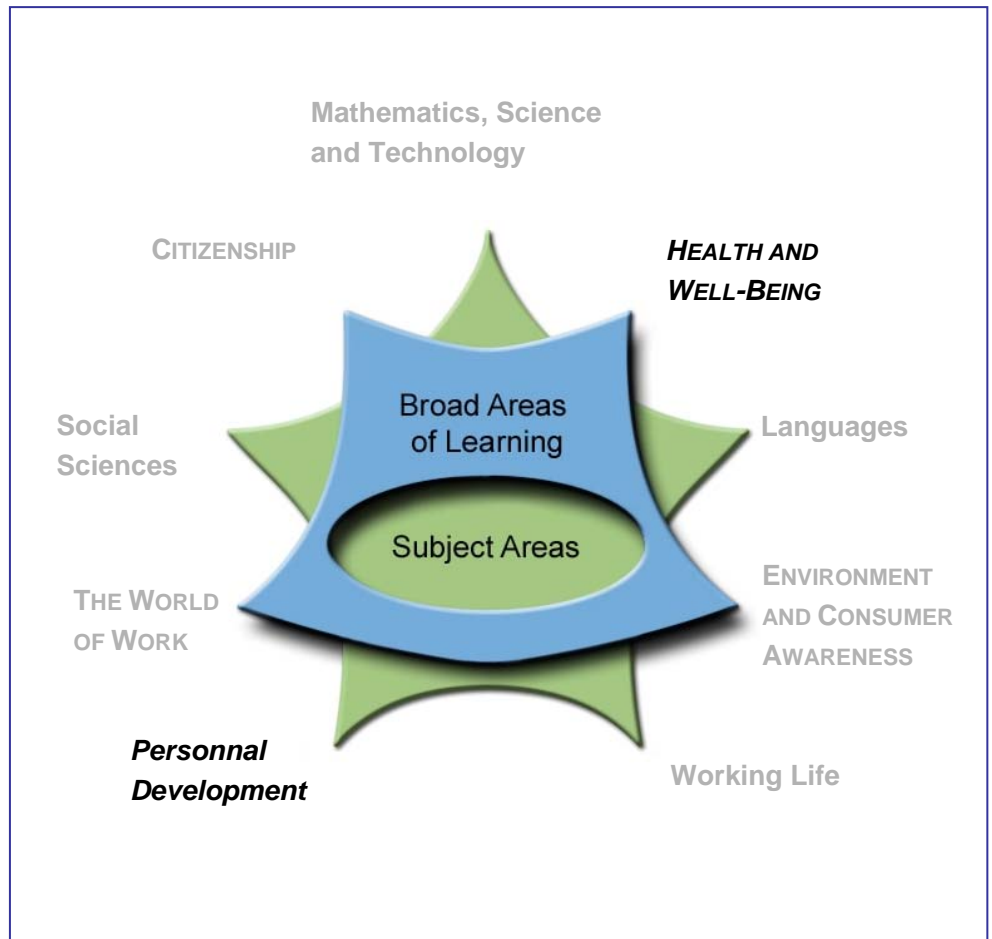 Mathematics, Science
and Technology
CITIZENSHIP
HEALTH AND
WELL-BEING
Broad Areas
of Learning
Social
Sciences
Languages
Subject Areas
THE WORLD
OF WORK
ENVIRONMENT
AND CONSUMER
AWARENESS
Personnal
Development
Working Life